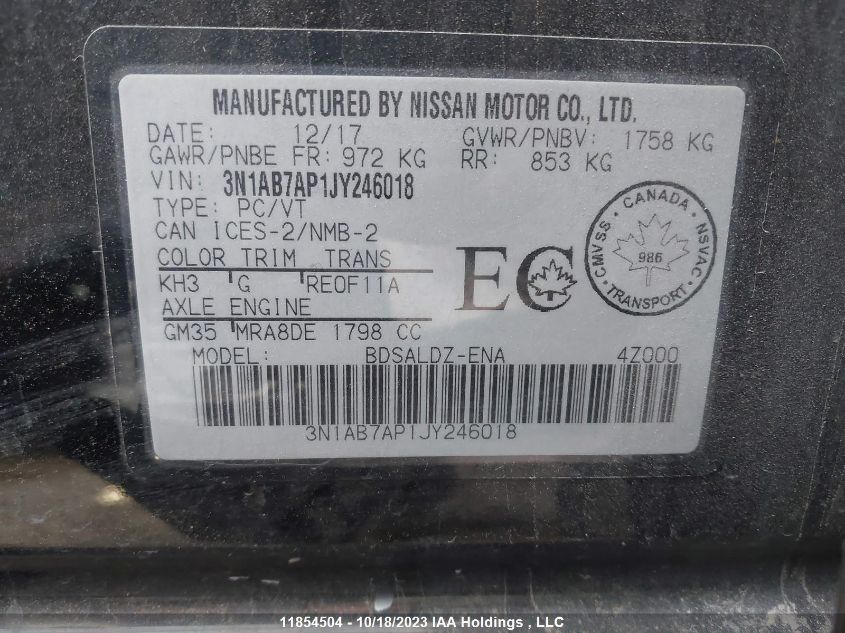 MANUFACTURED BY NISSAN MOTOR CO., LTD.
DATE: 12/17 GVWR/PNBV: 1758 KG
GAWR/PNBE FR: 972 KG RR: 853 KG
VIN: 3N1AB7AP1JY246018
TYPE: PC/VT
CAN ICES-2/NMB-2
COLOR TRIM TRANS
KH3 G RE0F11A
AXLE ENGINE
GM35 MRA8DE 1798 CC
EC
CANADA
CMVSS · NSVAC
986
TRANSPORT
MODEL: BDSALDZ-ENA 4Z000
3N1AB7AP1JY246018
11854504 - 10/18/2023 IAA Holdings , LLC